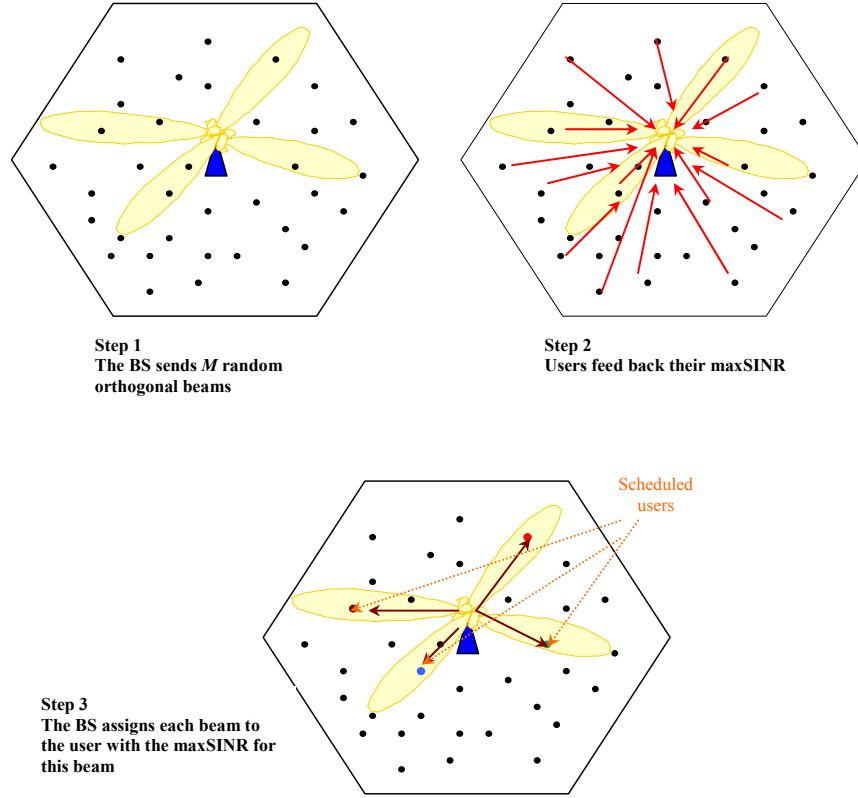 Step 1
The BS sends M random
orthogonal beams
Step 2
Users feed back their maxSINR
Scheduled
users
Step 3
The BS assigns each beam to
the user with the maxSINR for
this beam